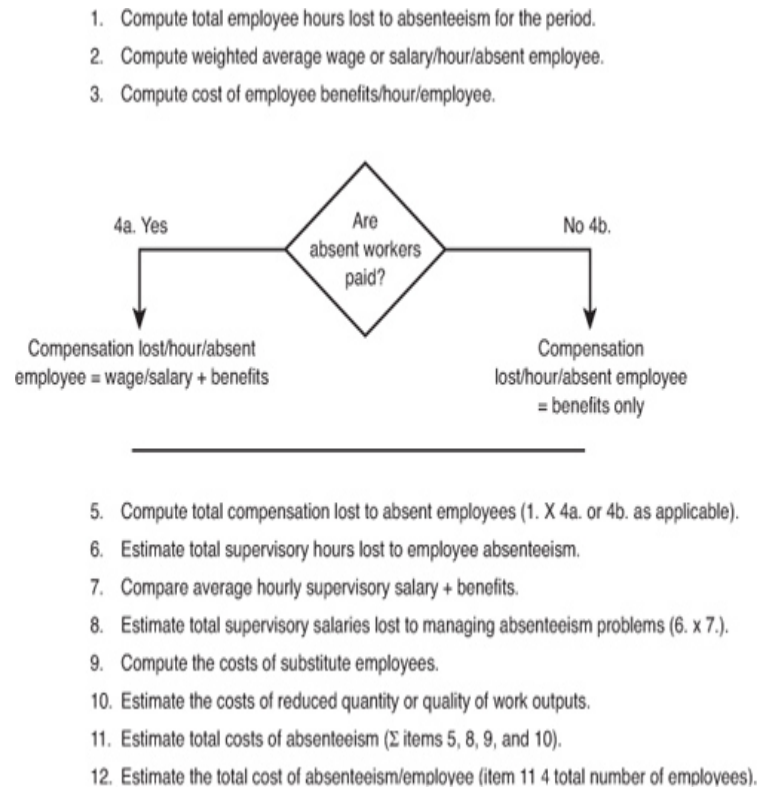 1. Compute total employee hours lost to absenteeism for the period.
2. Compute weighted average wage or salary/hour/absent employee.
3. Compute cost of employee benefits/hour/employee.
4a. Yes
Are
absent workers
paid?
No 4b.
Compensation lost/hour/absent
employee = wage/salary + benefits
Compensation
lost/hour/absent employee
= benefits only
5. Compute total compensation lost to absent employees (1. X 4a. or 4b. as applicable).
6. Estimate total supervisory hours lost to employee absenteeism.
7. Compare average hourly supervisory salary + benefits.
8. Estimate total supervisory salaries lost to managing absenteeism problems (6. x 7.).
9. Compute the costs of substitute employees.
10. Estimate the costs of reduced quantity or quality of work outputs.
11. Estimate total costs of absenteeism (Σ items 5, 8, 9, and 10).
12. Estimate the total cost of absenteeism/employee (item 11 4 total number of employees).